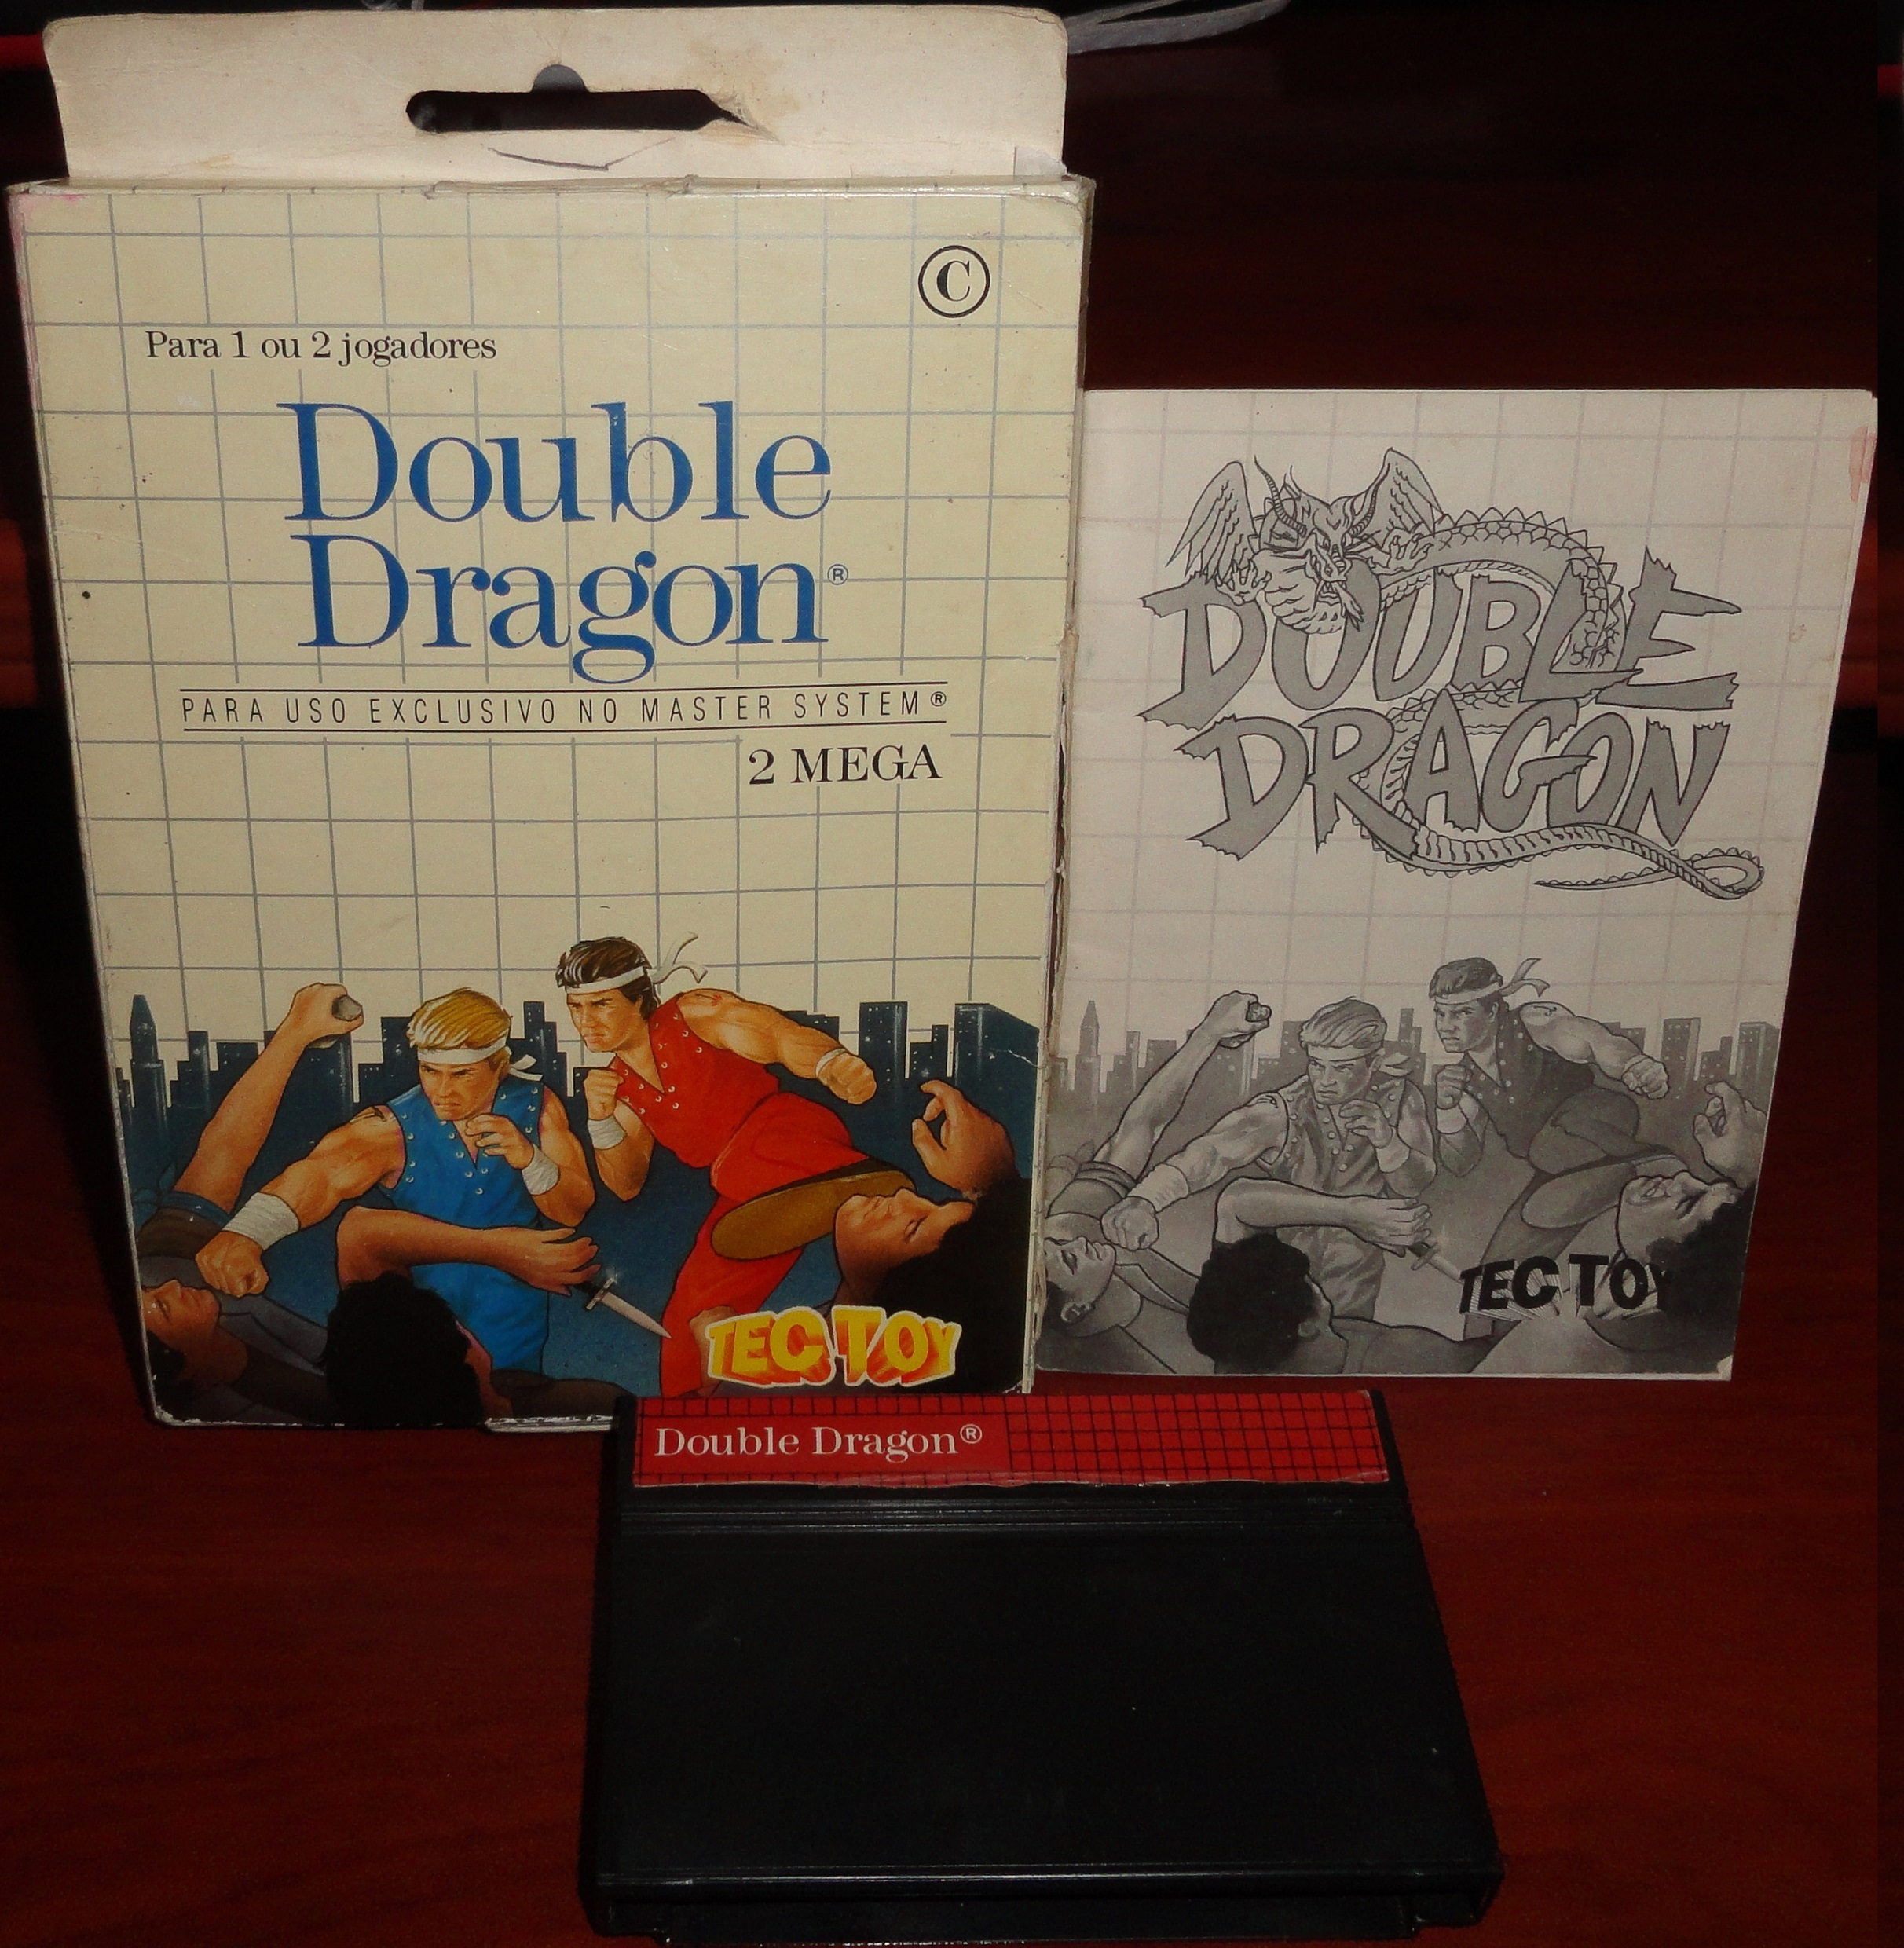 ©
Para 1 ou 2 jogadores
Double
Dragon®
PARA USO EXCLUSIVO NO MASTER SYSTEM®
2 MEGA
TEC TOY
DOUBLE
DRAGON
TEC TOY
Double Dragon®